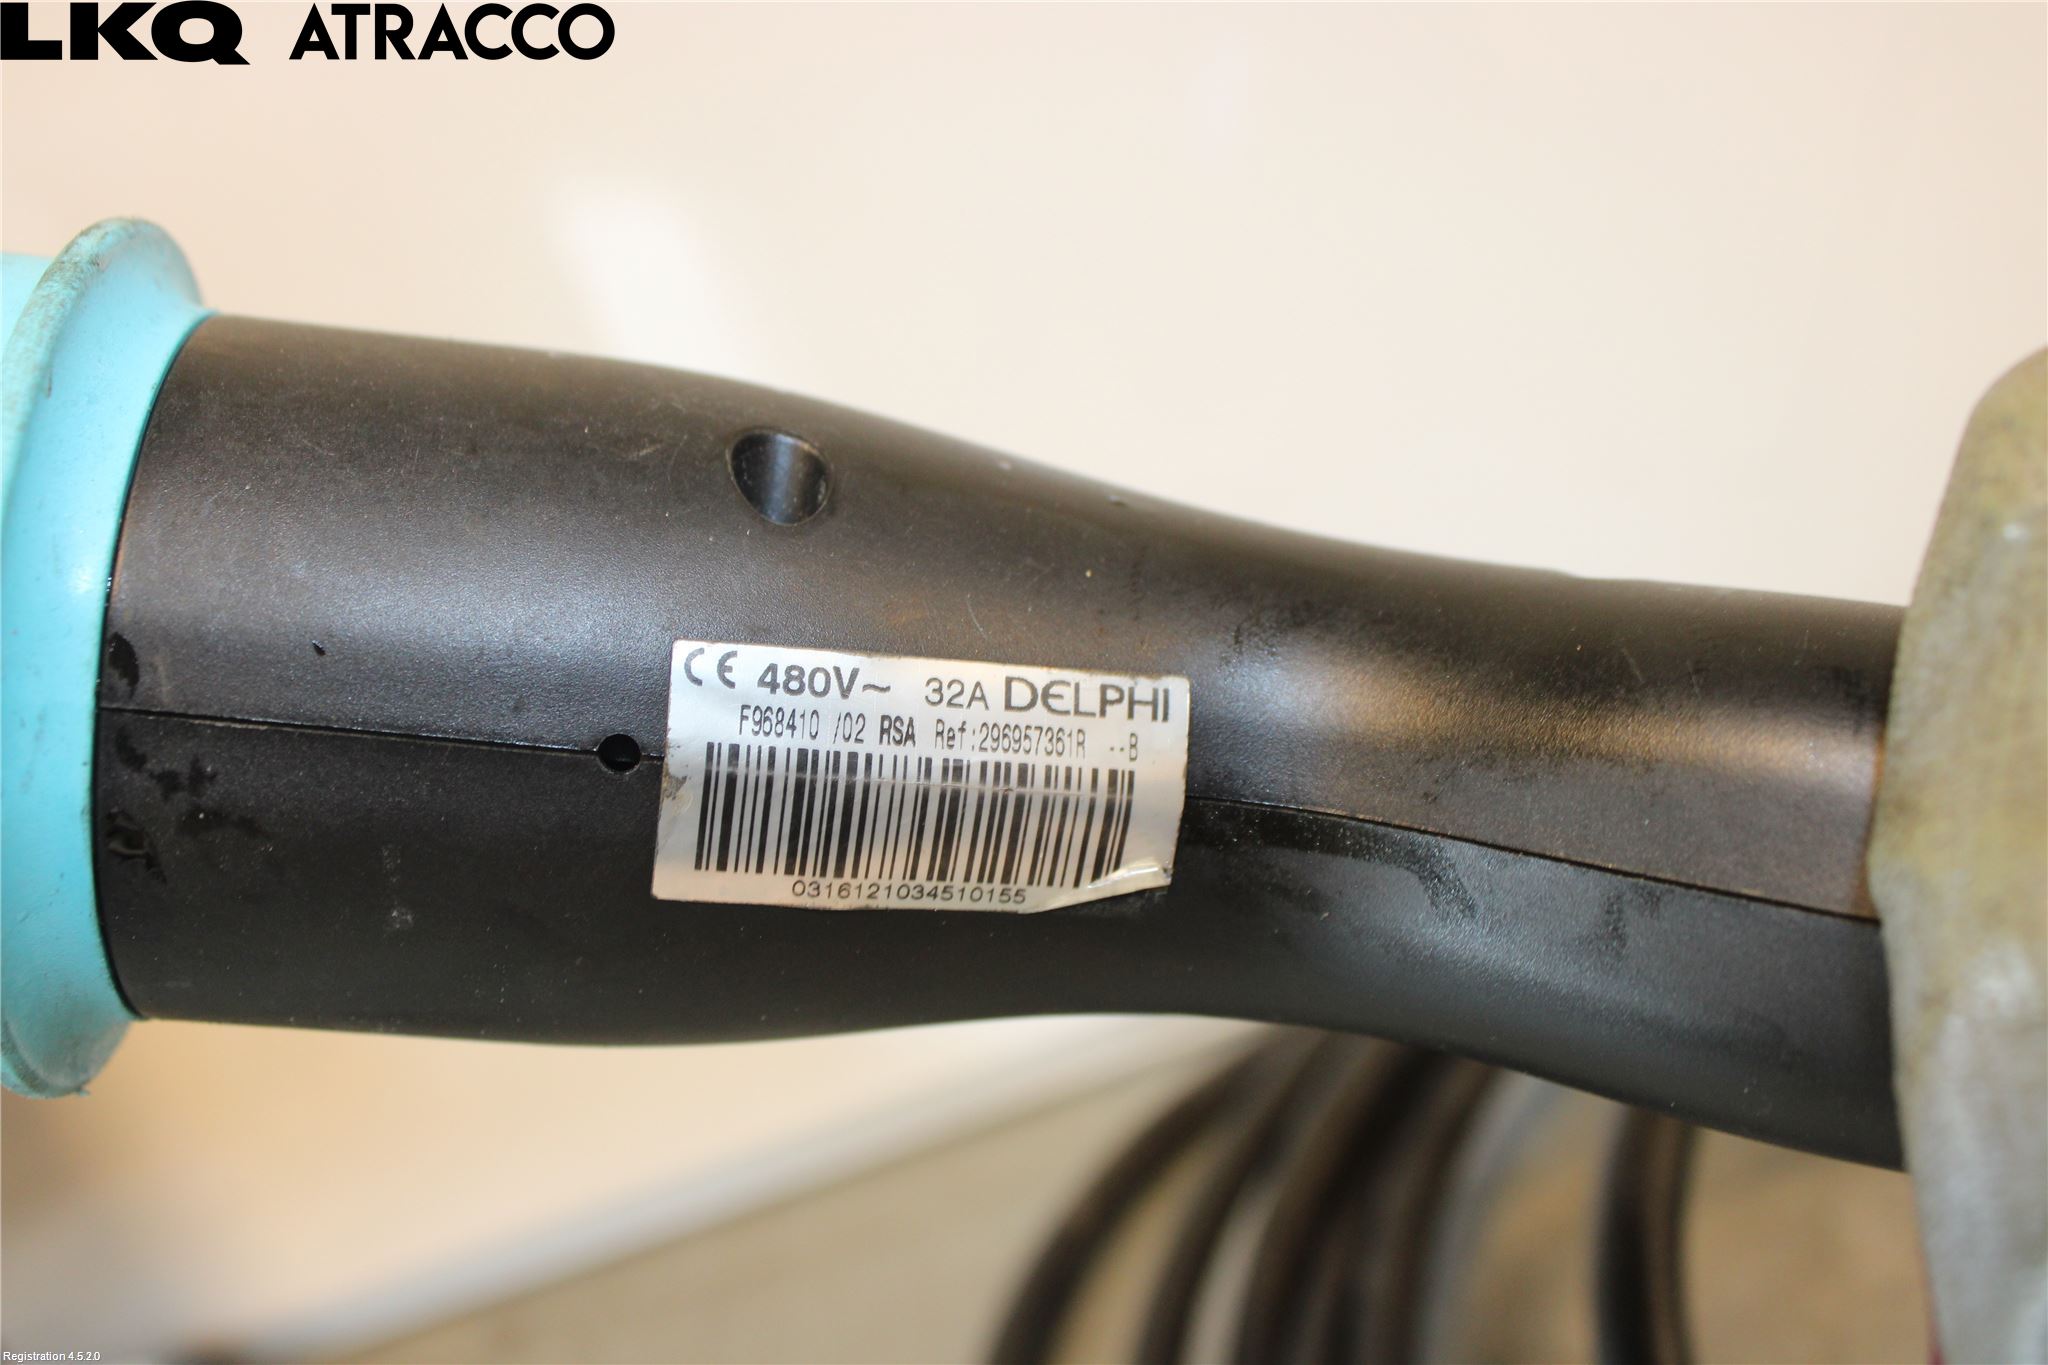 LKQ ATRACCO
CE 480V~ 32A DELPHI
F968410 /02 RSA Ref:296957361R --B
0316121034510155
Registration 4.5.2.0